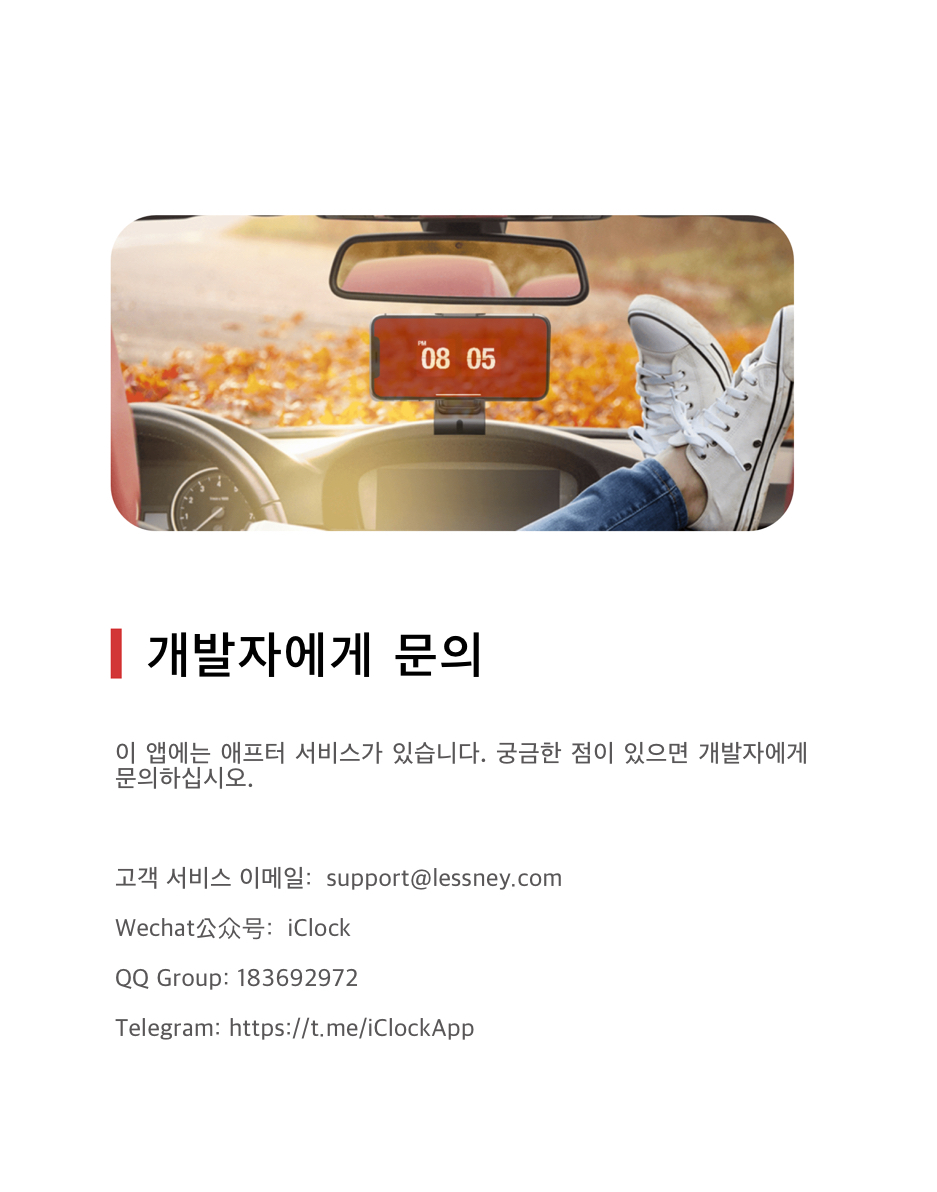 PM
08 05
개발자에게 문의
이 앱에는 애프터 서비스가 있습니다. 궁금한 점이 있으면 개발자에게
문의하십시오.
고객 서비스 이메일: support@lessney.com
Wechat公众号: iClock
QQ Group: 183692972
Telegram: https://t.me/iClockApp